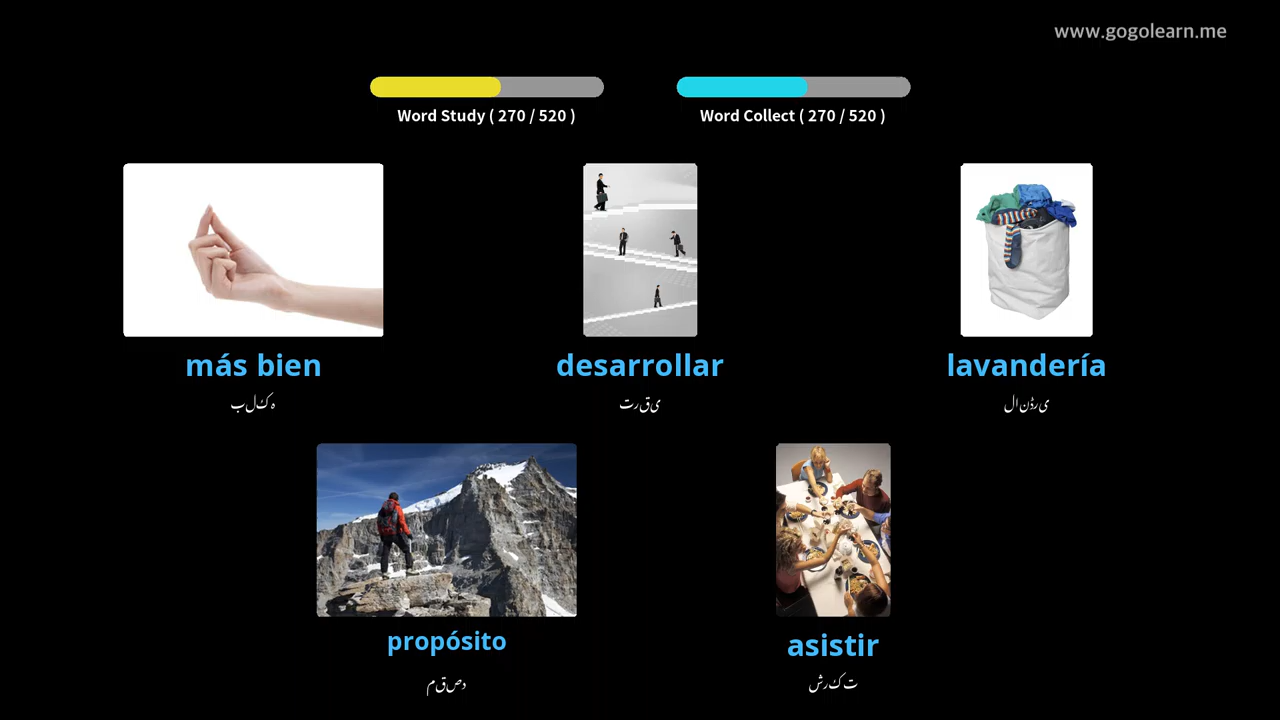 www.gogolearn.me
Word Study ( 270 / 520 )
Word Collect ( 270 / 520 )
más bien
بلکہ
desarrollar
ترقی
lavandería
لانڈری
propósito
مقصد
asistir
شرکت